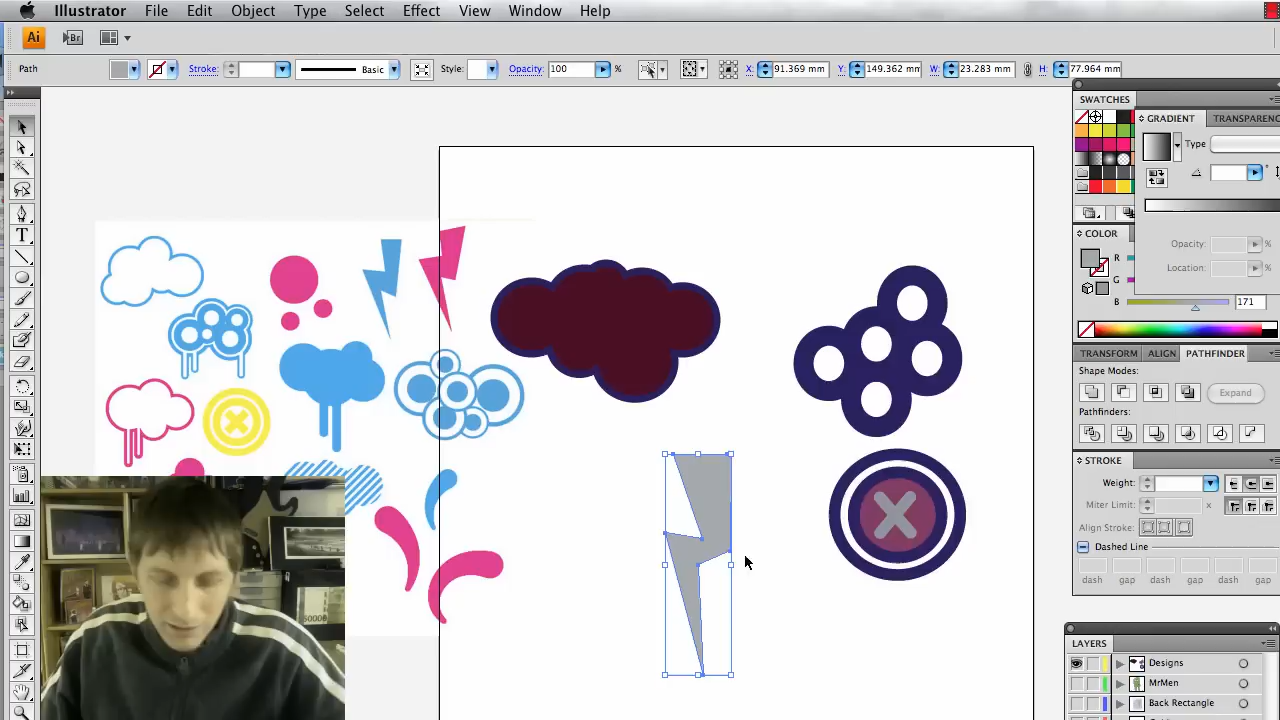 Illustrator File Edit Object Type Select Effect View Window Help
Ai Br
Path Stroke: Basic Style: Opacity: 100 % X: 91.369 mm Y: 149.362 mm W: 23.283 mm H: 77.964 mm
SWATCHES
GRADIENT TRANSPARENC
Type
Opacity: %
Location: %
COLOR
R
G
B 171
TRANSFORM ALIGN PATHFINDER
Shape Modes:
Expand
Pathfinders:
STROKE
Weight:
Miter Limit: x
Align Stroke:
Dashed Line
dash gap dash gap dash gap
LAYERS
Designs
MrMen
Back Rectangle